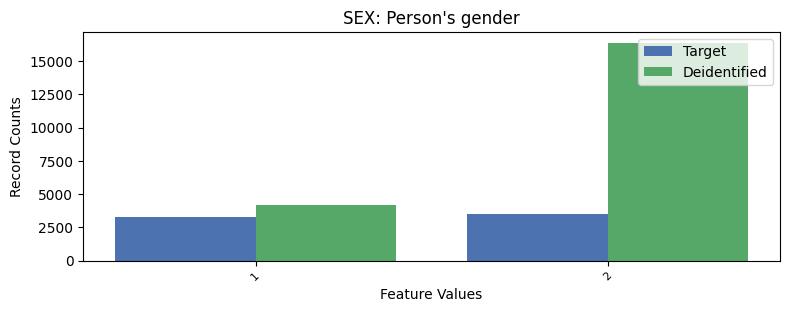 SEX: Person's gender
Target
Deidentified
15000
12500
10000
7500
5000
2500
0
Record Counts
1
2
Feature Values